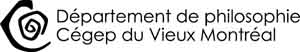 Département de philosophie
Cégep du Vieux Montréal